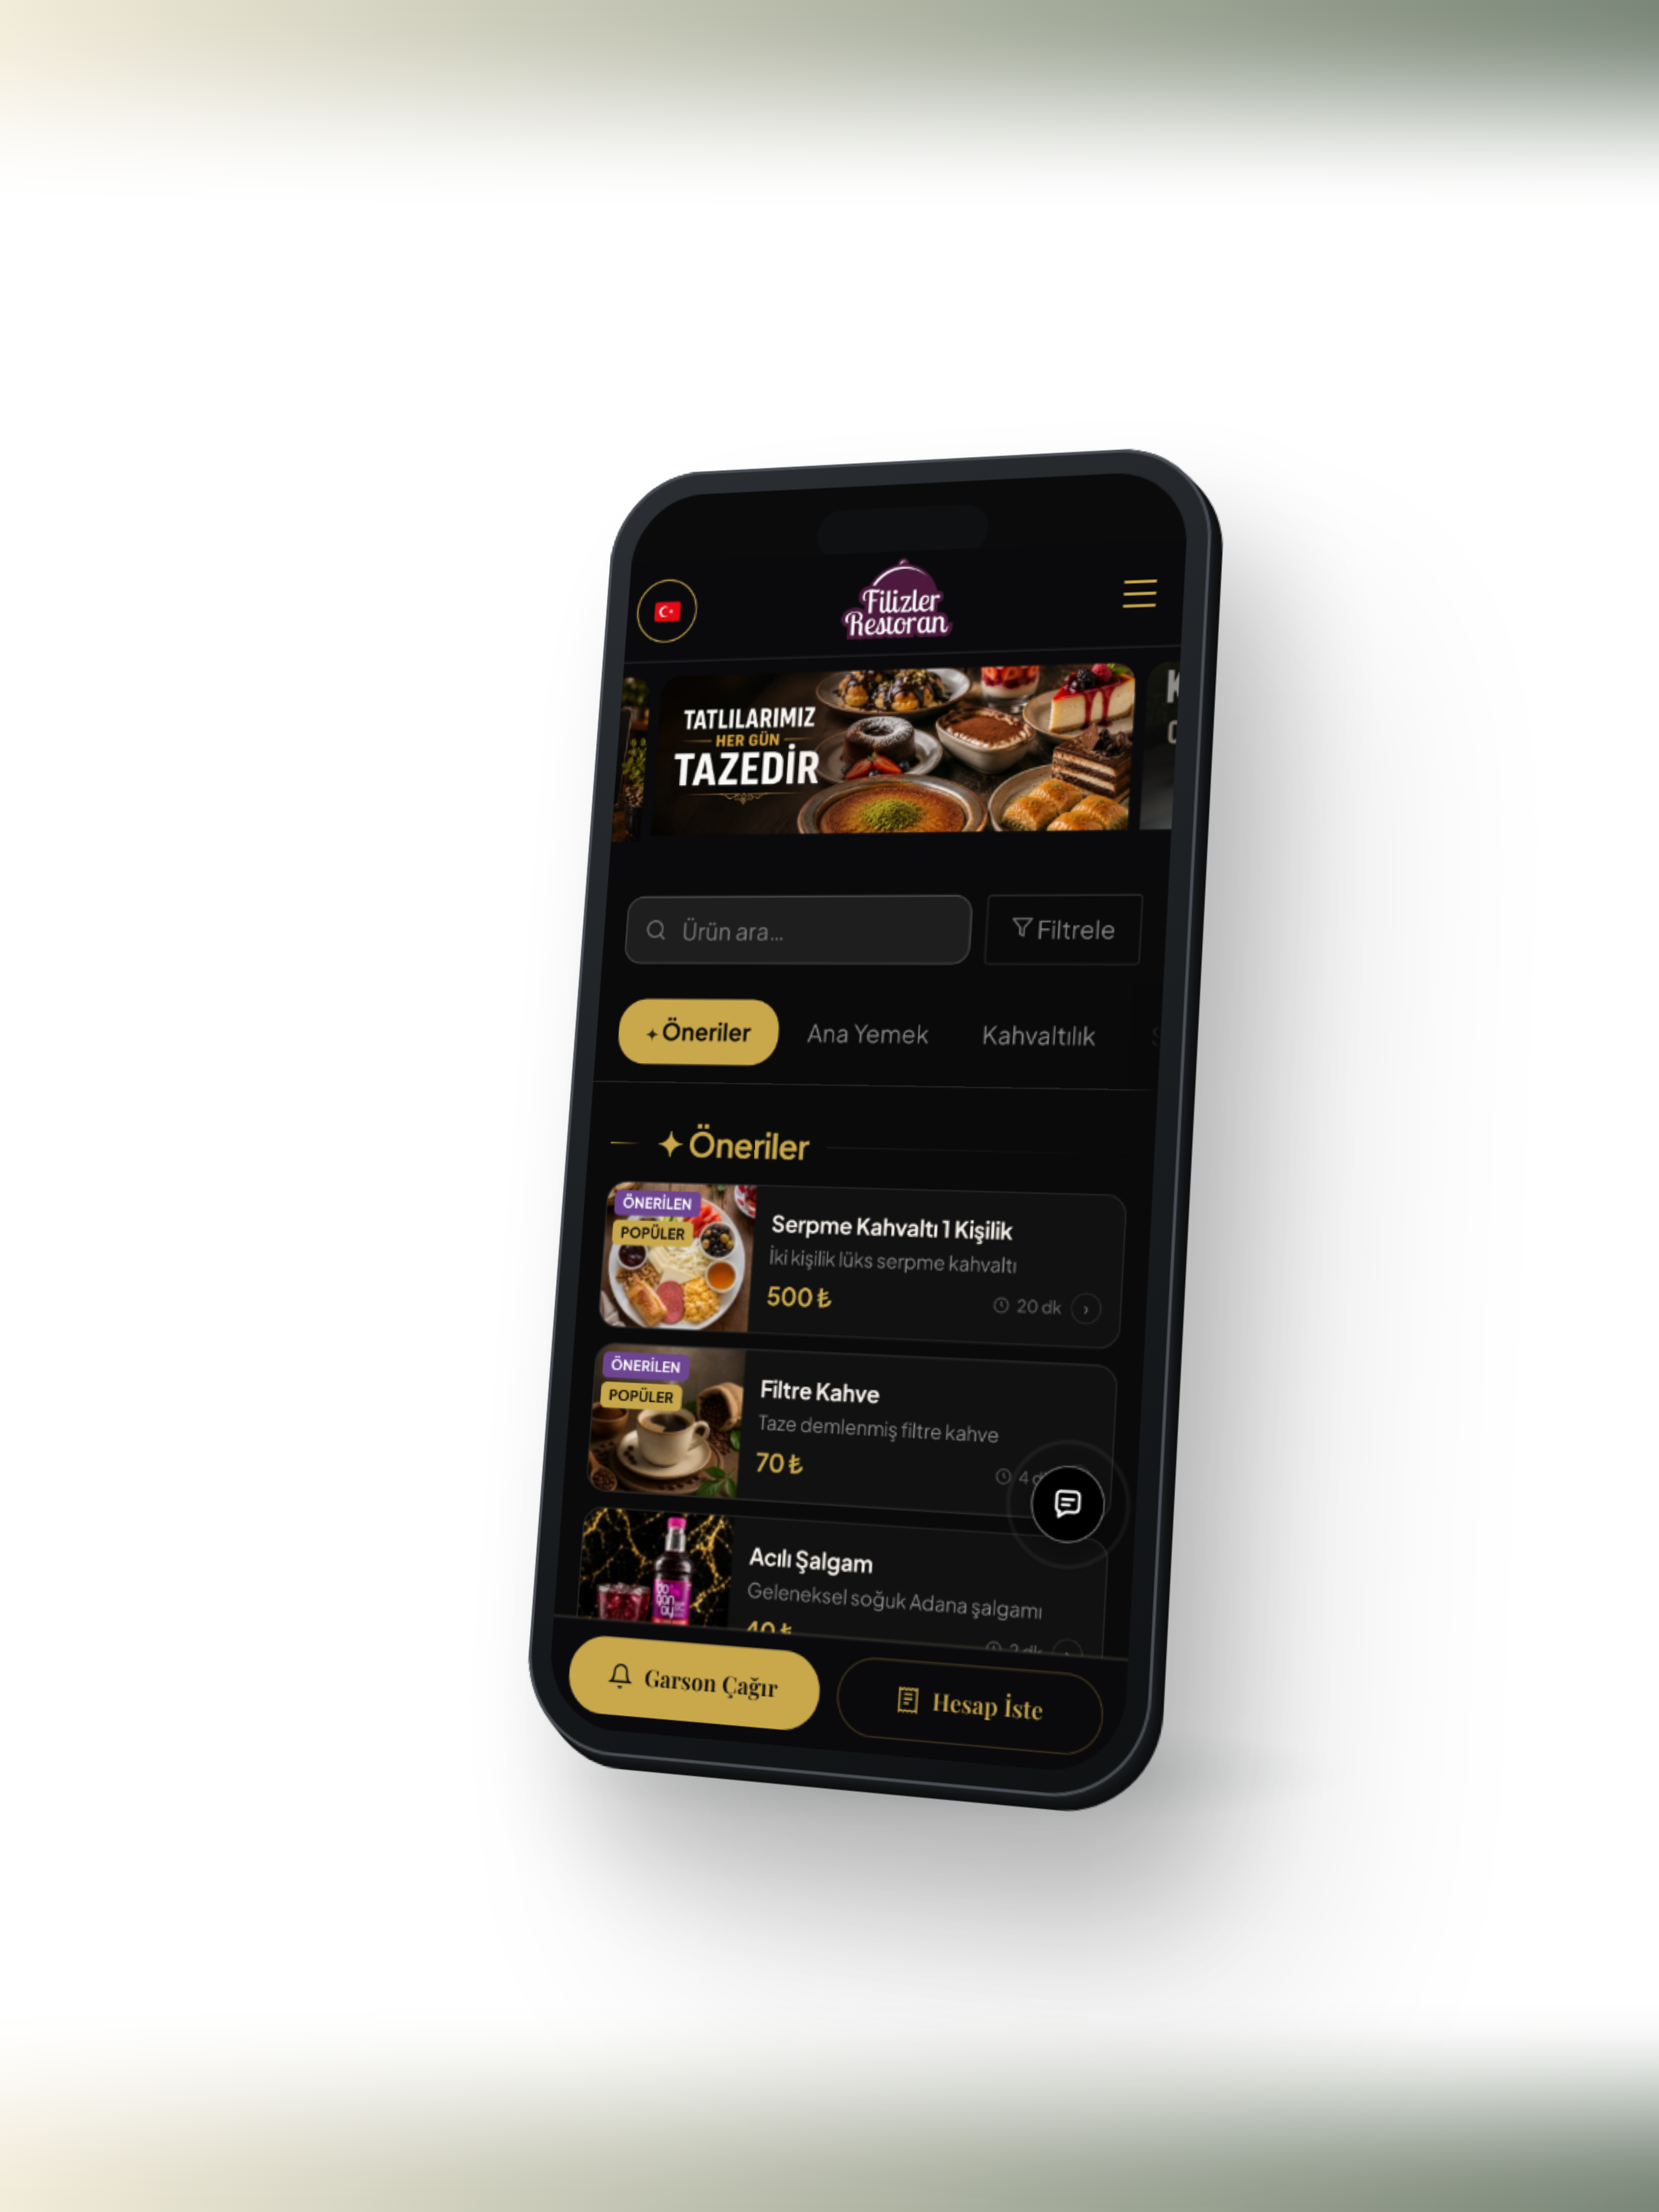 Filizler
Restoran
TATLILARIMIZ
HER GÜN
TAZEDİR
Ürün ara...
Filtrele
Öneriler
Ana Yemek
Kahvaltılık
Öneriler
ÖNERİLEN
POPÜLER
Serpme Kahvaltı 1 Kişilik
İki kişilik lüks serpme kahvaltı
500 ₺
20 dk
ÖNERİLEN
POPÜLER
Filtre Kahve
Taze demlenmiş filtre kahve
70 ₺
4 d
Acılı Şalgam
Geleneksel soğuk Adana şalgamı
40 ₺
Garson Çağır
Hesap İste